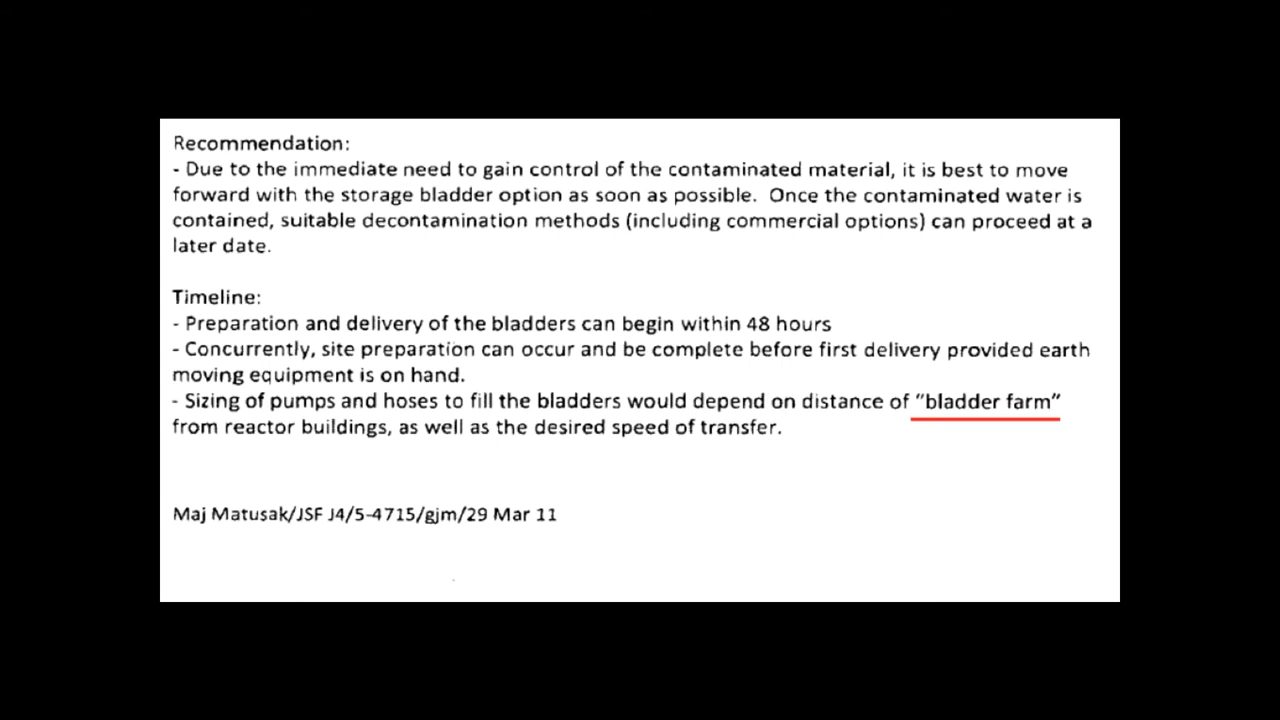 Recommendation:
- Due to the immediate need to gain control of the contaminated material, it is best to move
forward with the storage bladder option as soon as possible.  Once the contaminated water is
contained, suitable decontamination methods (including commercial options) can proceed at a
later date.
Timeline:
- Preparation and delivery of the bladders can begin within 48 hours
- Concurrently, site preparation can occur and be complete before first delivery provided earth
moving equipment is on hand.
- Sizing of pumps and hoses to fill the bladders would depend on distance of "bladder farm"
from reactor buildings, as well as the desired speed of transfer.
Maj Matusak/JSF J4/5-4715/gjm/29 Mar 11